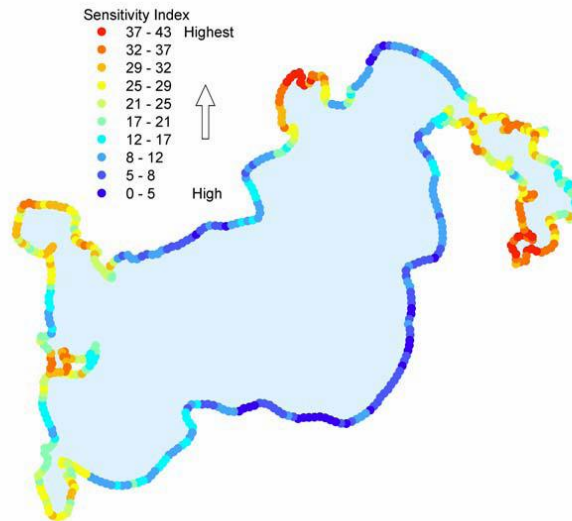 Sensitivity Index
37 - 43 Highest
32 - 37
29 - 32
25 - 29
21 - 25
17 - 21
12 - 17
8 - 12
5 - 8
0 - 5 High